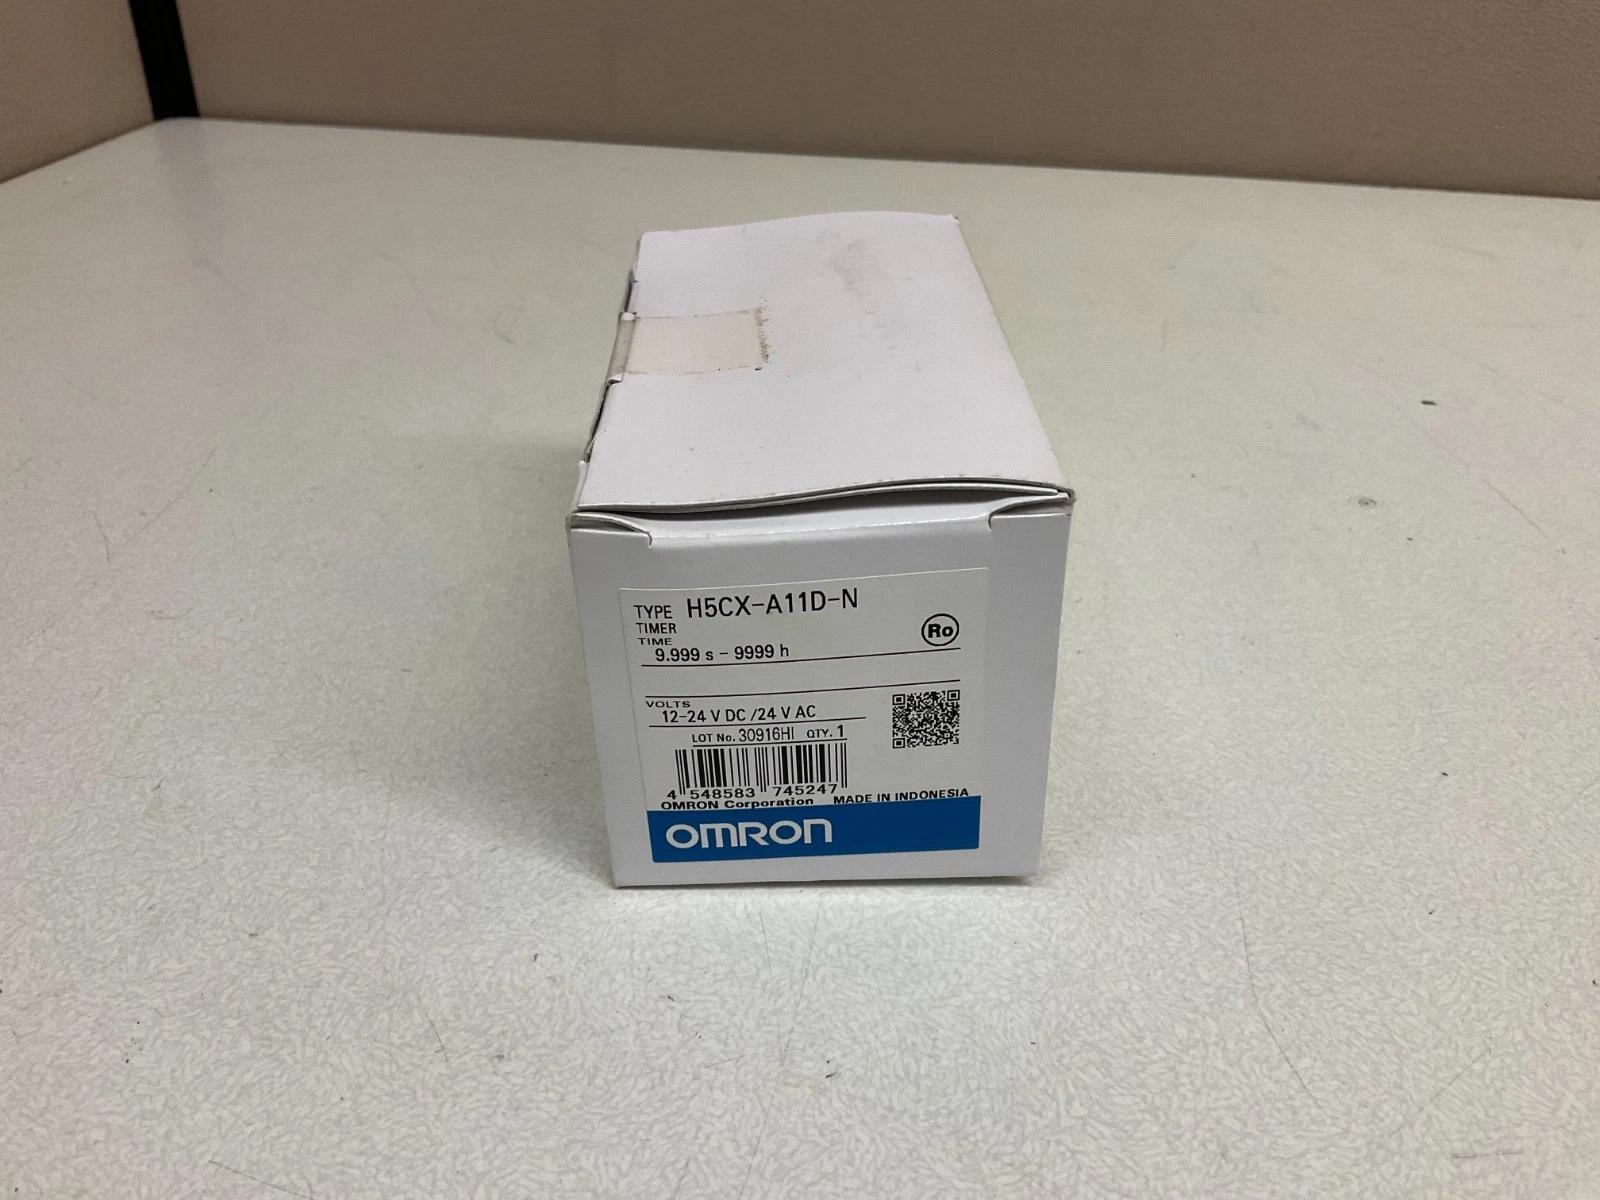 TYPE H5CX-A11D-N
TIMER
TIME
9.999 s - 9999 h
Ro
VOLTS
12-24 V DC /24 V AC
LOT No. 30916HI QTY. 1
4 548583 745247
OMRON Corporation MADE IN INDONESIA
OMRON